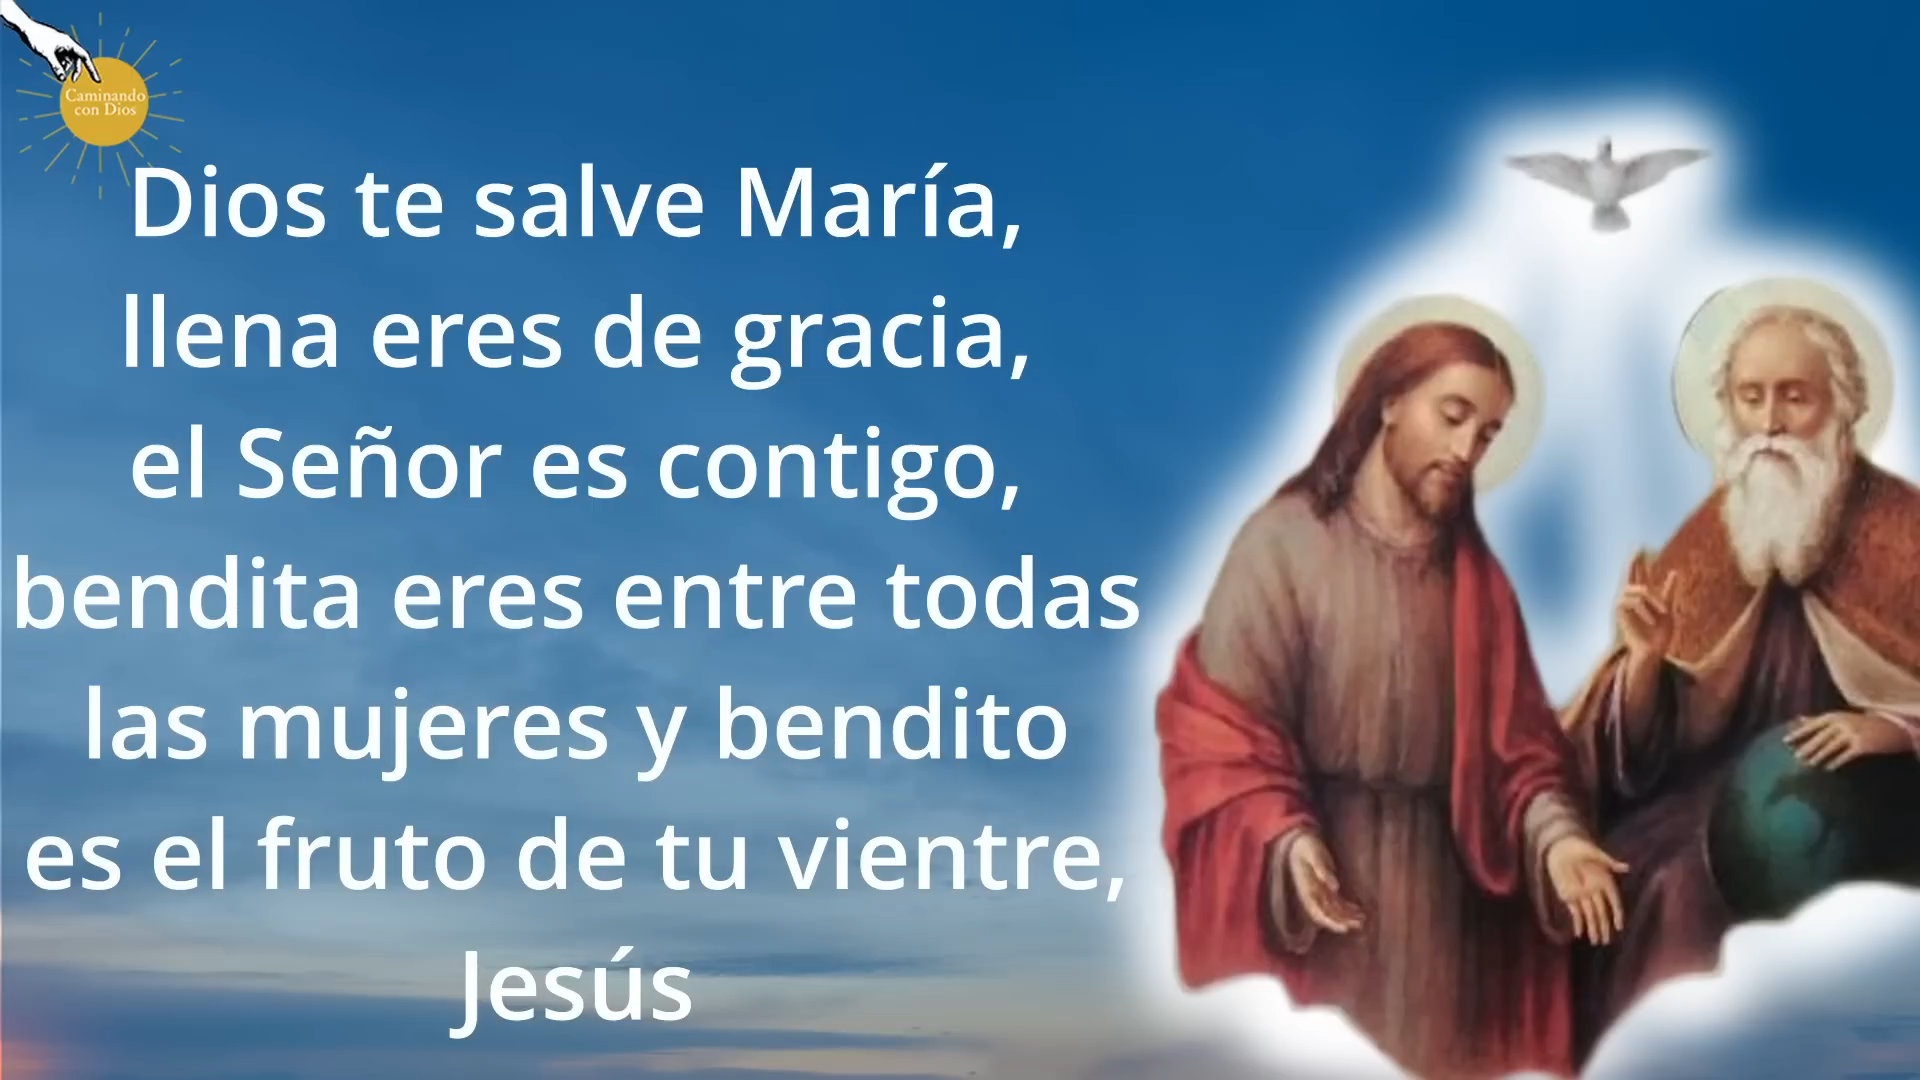 Caminando
con Dios
Dios te salve María,
llena eres de gracia,
el Señor es contigo,
bendita eres entre todas
las mujeres y bendito
es el fruto de tu vientre,
Jesús